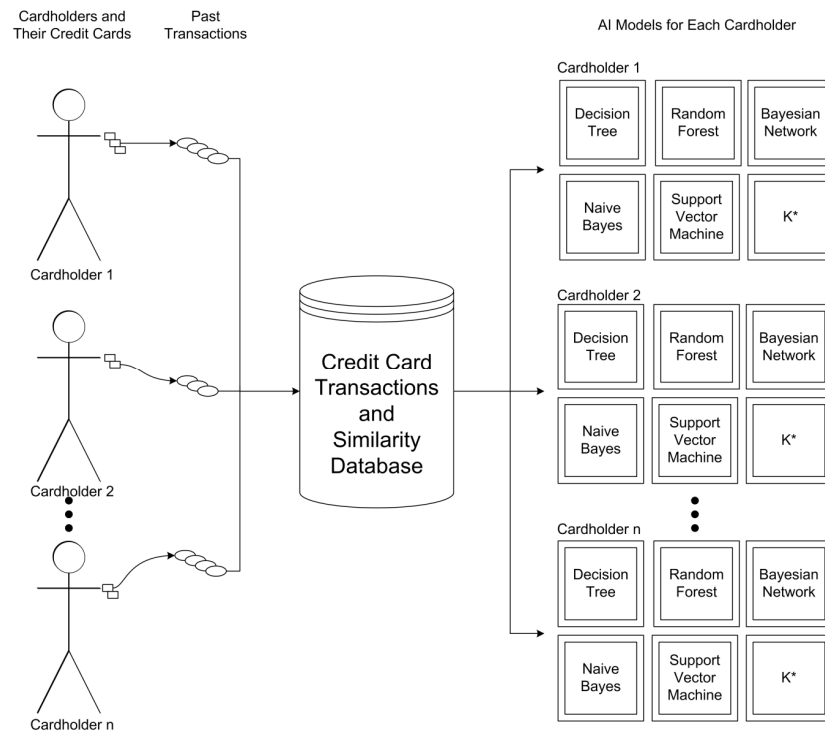 Cardholders and
Their Credit Cards
Past
Transactions
AI Models for Each Cardholder
Cardholder 1
Cardholder 2
Cardholder n
Credit Card
Transactions
and
Similarity
Database
Cardholder 1
Decision
Tree
Random
Forest
Bayesian
Network
Naive
Bayes
Support
Vector
Machine
K*
Cardholder 2
Decision
Tree
Random
Forest
Bayesian
Network
Naive
Bayes
Support
Vector
Machine
K*
Cardholder n
Decision
Tree
Random
Forest
Bayesian
Network
Naive
Bayes
Support
Vector
Machine
K*